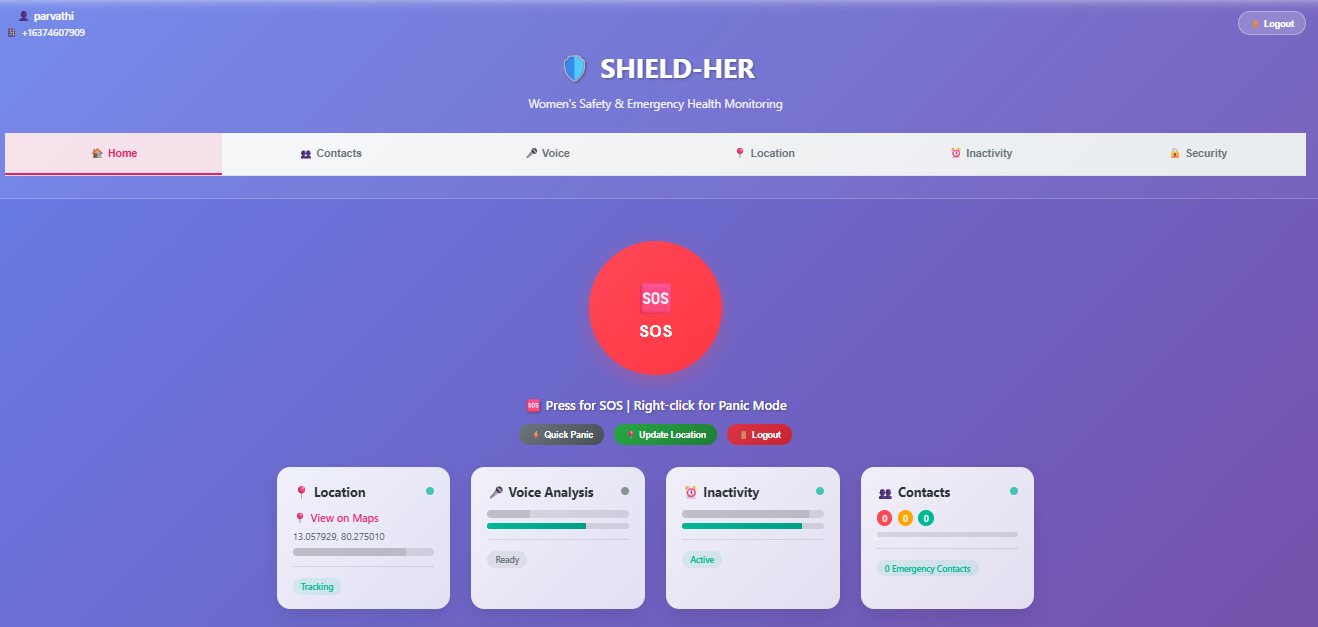 parvathi
+16374607909
Logout
SHIELD-HER
Women's Safety & Emergency Health Monitoring
Home Contacts Voice Location Inactivity Security
SOS
SOS
SOS Press for SOS | Right-click for Panic Mode
Quick Panic Update Location Logout
Location
View on Maps
13.057929, 80.275010
Tracking
Voice Analysis
Ready
Inactivity
Active
Contacts
0 0 0
0 Emergency Contacts